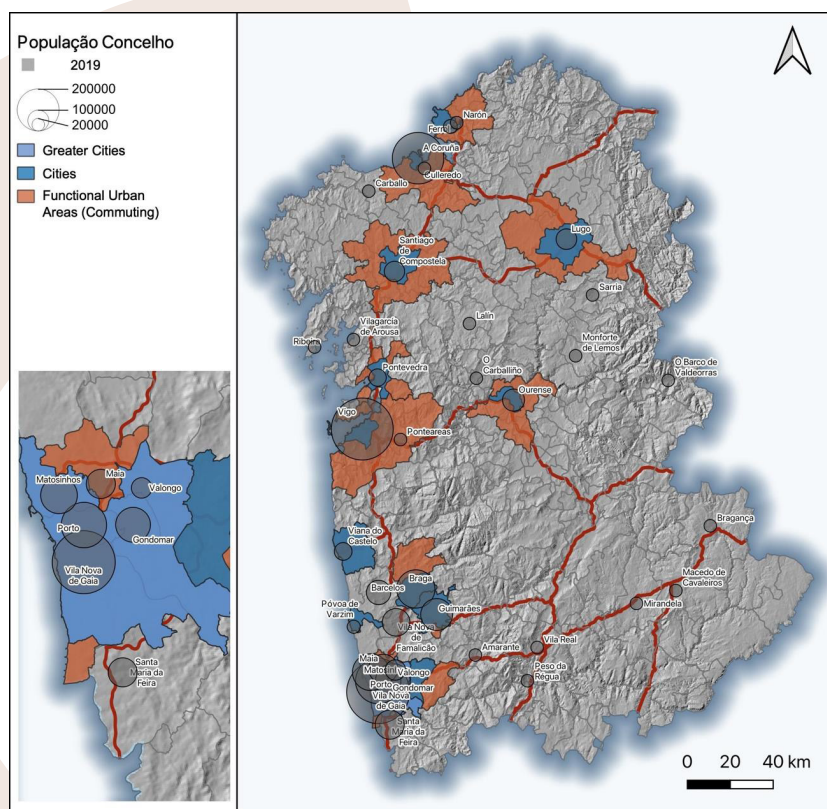 População Concelho
2019
200000
100000
20000
Greater Cities
Cities
Functional Urban
Areas (Commuting)
Matosinhos
Maia
Valongo
Porto
Gondomar
Vila Nova
de Gaia
Santa
Maria da
Feira
Narón
Ferrol
A Coruña
Culleredo
Carballo
Lugo
Santiago
de
Compostela
Sarria
Lalín
Vilagarcía
de Arousa
Ribeira
Monforte
de Lemos
O
Carballiño
O Barco de
Valdeorras
Pontevedra
Ourense
Vigo
Ponteareas
Bragança
Viana do
Castelo
Macedo de
Cavaleiros
Braga
Barcelos
Mirandela
Guimarães
Póvoa de
Varzim
Vila Nova
de
Famalicão
Vila Real
Amarante
Maia
Matosin
Valongo
Peso da
Régua
Porto
Gondomar
Vila Nova
de Gaia
Santa
Maria da
Feira
0 20 40 km